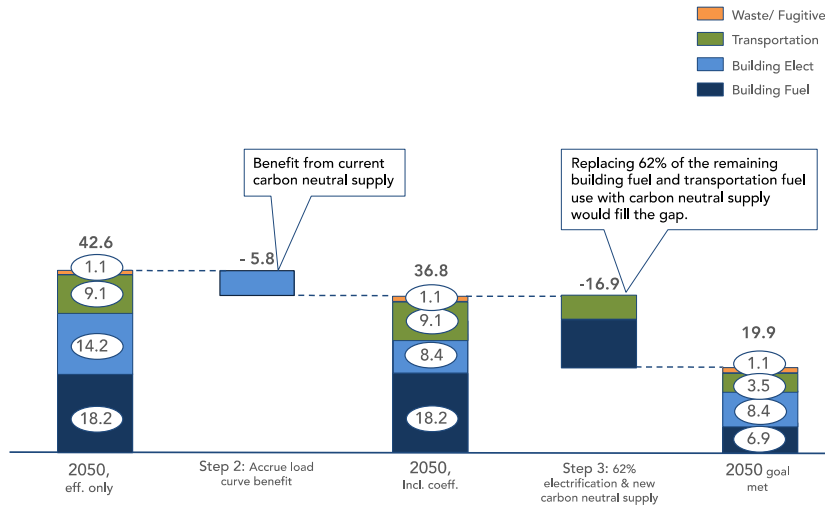 Waste/ Fugitive
Transportation
Building Elect
Building Fuel
Benefit from current
carbon neutral supply
Replacing 62% of the remaining
building fuel and transportation fuel
use with carbon neutral supply
would fill the gap.
42.6
1.1
9.1
14.2
18.2
- 5.8
36.8
1.1
9.1
8.4
18.2
-16.9
19.9
1.1
3.5
8.4
6.9
2050,
eff. only
Step 2: Accrue load
curve benefit
2050,
Incl. coeff.
Step 3: 62%
electrification & new
carbon neutral supply
2050 goal
met